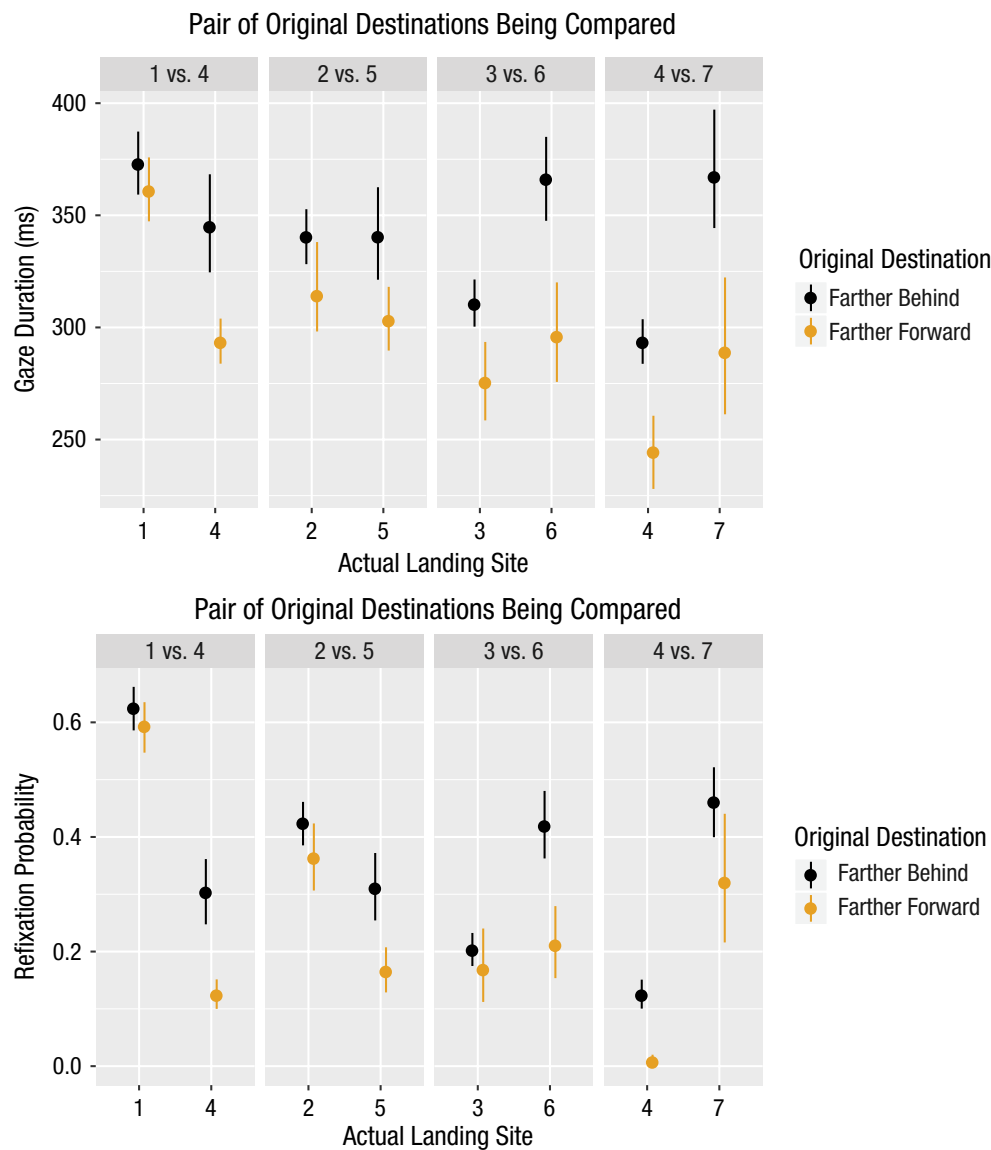 Pair of Original Destinations Being Compared
1 vs. 4 2 vs. 5 3 vs. 6 4 vs. 7
400
350
300
250
Gaze Duration (ms)
1 4 2 5 3 6 4 7
Actual Landing Site
Original Destination
Farther Behind
Farther Forward
Pair of Original Destinations Being Compared
1 vs. 4 2 vs. 5 3 vs. 6 4 vs. 7
0.6
0.4
0.2
0.0
Refixation Probability
1 4 2 5 3 6 4 7
Actual Landing Site
Original Destination
Farther Behind
Farther Forward